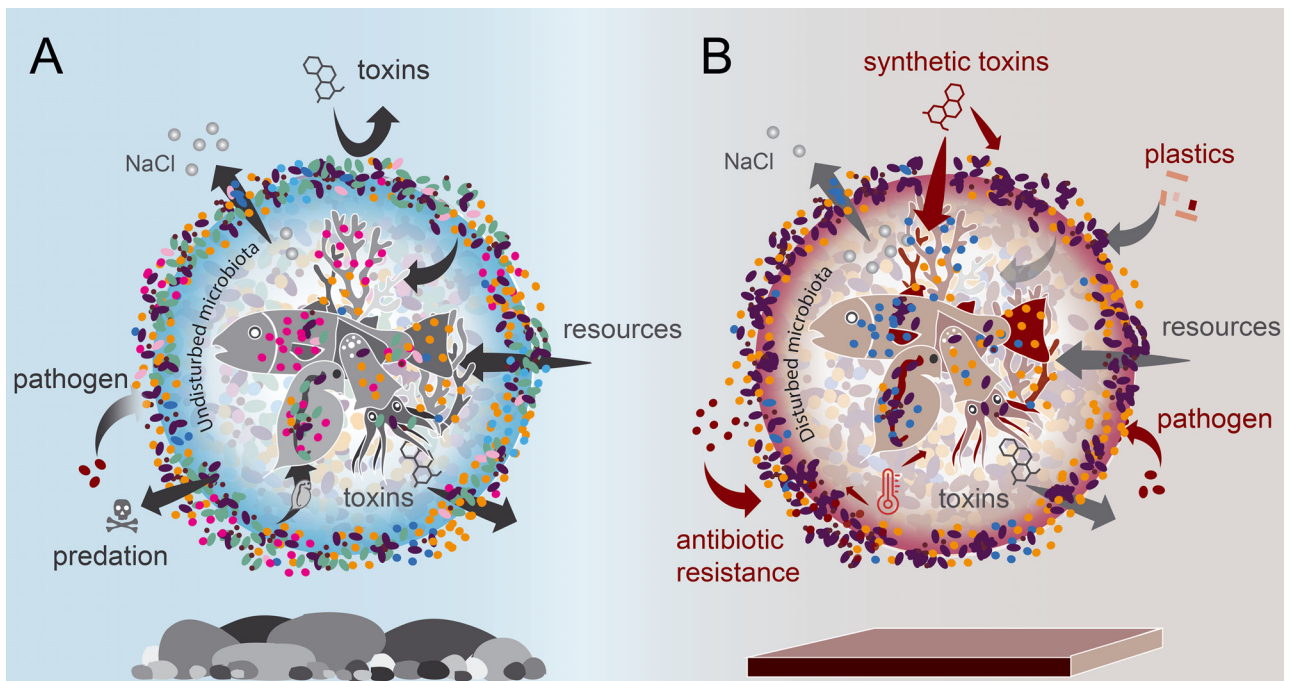 A
toxins
NaCl
Undisturbed microbiota
resources
pathogen
toxins
predation
B
synthetic toxins
NaCl
plastics
Disturbed microbiota
resources
pathogen
toxins
antibiotic
resistance